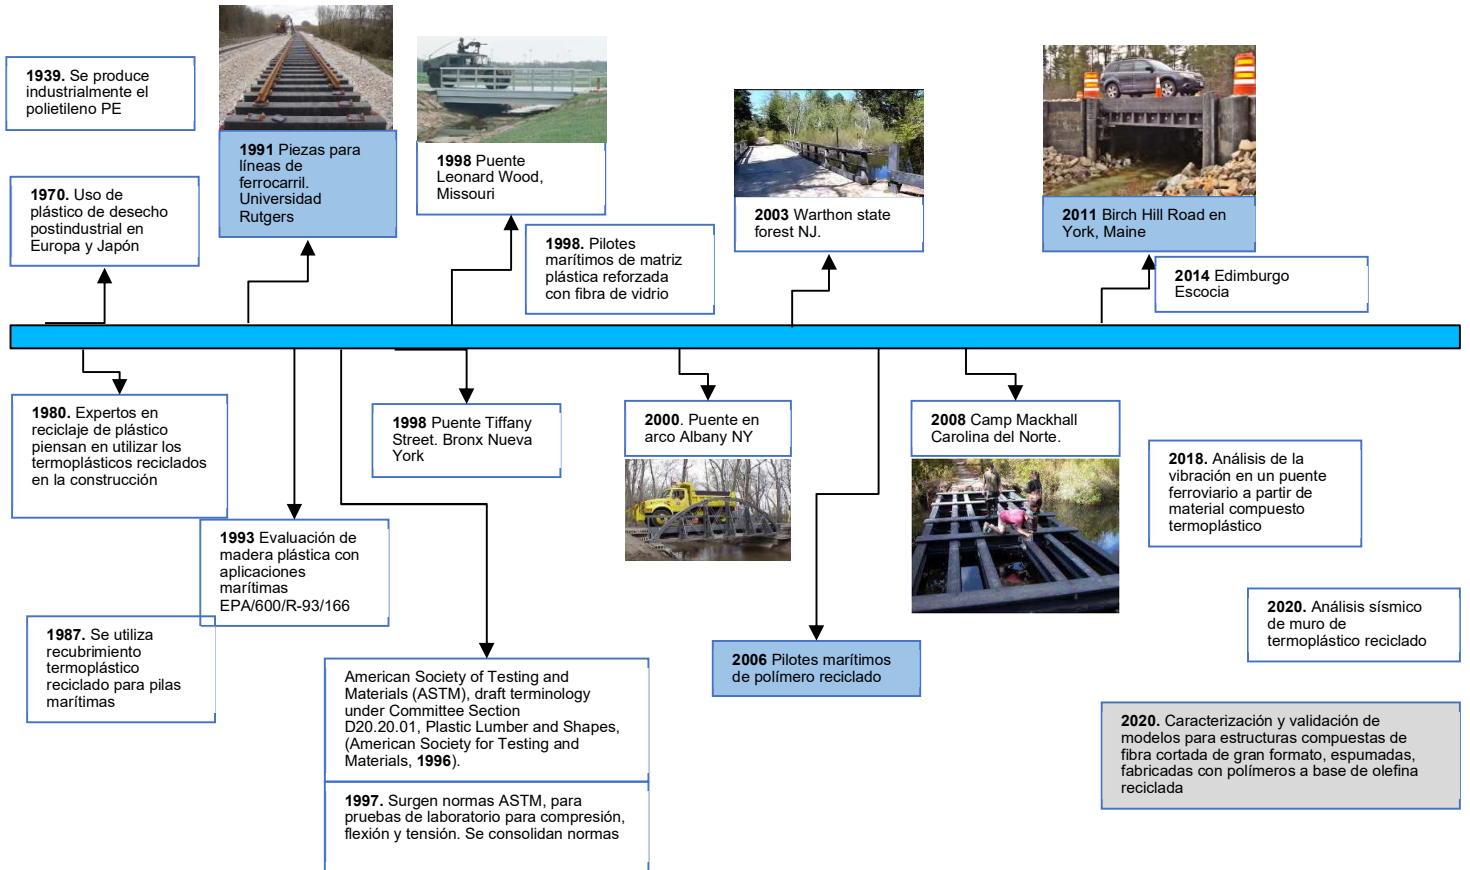 1939. Se produce
industrialmente el
polietileno PE
1970. Uso de
plástico de desecho
postindustrial en
Europa y Japón
1991 Piezas para
líneas de
ferrocarril.
Universidad
Rutgers
1998 Puente
Leonard Wood,
Missouri
1998. Pilotes
marítimos de matriz
plástica reforzada
con fibra de vidrio
2003 Warthon state
forest NJ.
2011 Birch Hill Road en
York, Maine
2014 Edimburgo
Escocia
1980. Expertos en
reciclaje de plástico
piensan en utilizar los
termoplásticos reciclados
en la construcción
1993 Evaluación de
madera plástica con
aplicaciones
marítimas
EPA/600/R-93/166
1987. Se utiliza
recubrimiento
termoplástico
reciclado para pilas
marítimas
1998 Puente Tiffany
Street. Bronx Nueva
York
American Society of Testing and
Materials (ASTM), draft terminology
under Committee Section
D20.20.01, Plastic Lumber and Shapes,
(American Society for Testing and
Materials, 1996).
1997. Surgen normas ASTM, para
pruebas de laboratorio para compresión,
flexión y tensión. Se consolidan normas
2000. Puente en
arco Albany NY
2006 Pilotes marítimos
de polímero reciclado
2008 Camp Mackhall
Carolina del Norte.
2018. Análisis de la
vibración en un puente
ferroviario a partir de
material compuesto
termoplástico
2020. Análisis sísmico
de muro de
termoplástico reciclado
2020. Caracterización y validación de
modelos para estructuras compuestas de
fibra cortada de gran formato, espumadas,
fabricadas con polímeros a base de olefina
reciclada